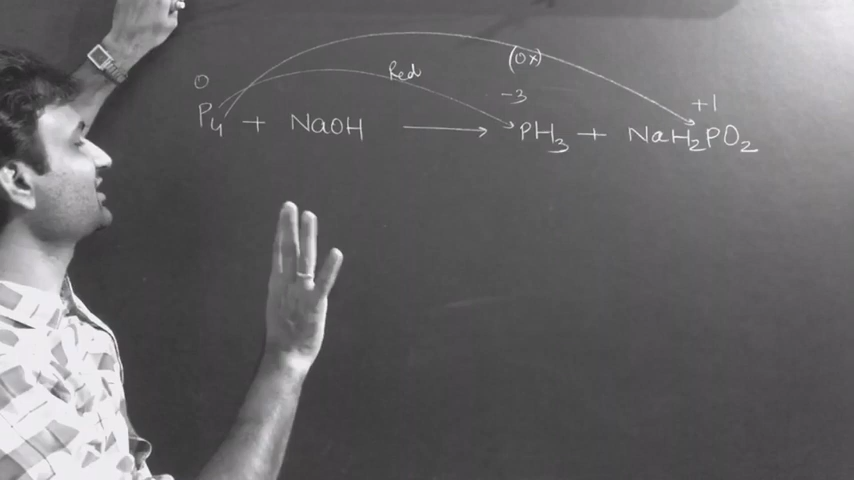 (Ox)
0 Red -3 +1
P4 + NaOH ⟶ PH3 + NaH2PO2